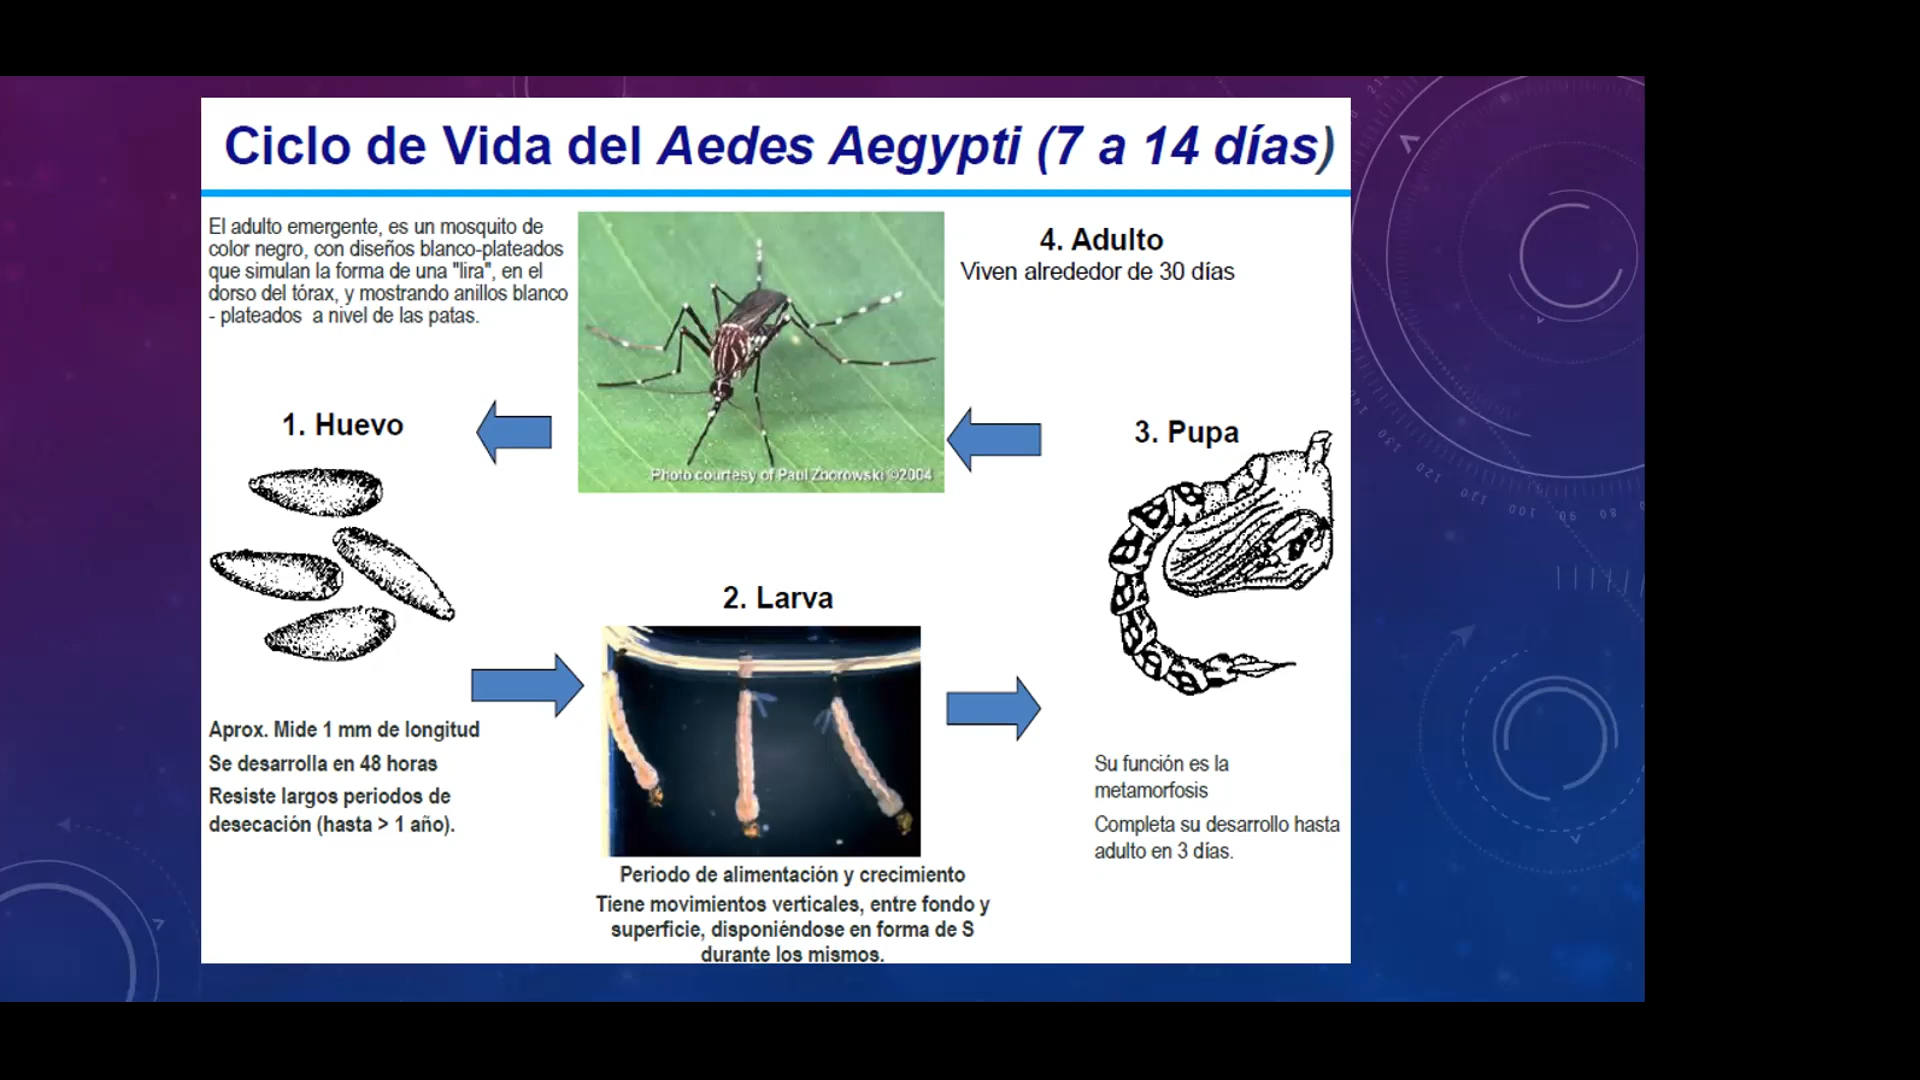 Ciclo de Vida del Aedes Aegypti (7 a 14 días)
El adulto emergente, es un mosquito de
color negro, con diseños blanco-plateados
que simulan la forma de una "lira", en el
dorso del tórax, y mostrando anillos blanco
- plateados a nivel de las patas.
4. Adulto
Viven alrededor de 30 días
Photo courtesy of Paul Zborowski ©2004
1. Huevo
3. Pupa
2. Larva
Aprox. Mide 1 mm de longitud
Se desarrolla en 48 horas
Resiste largos periodos de
desecación (hasta > 1 año).
Periodo de alimentación y crecimiento
Tiene movimientos verticales, entre fondo y
superficie, disponiéndose en forma de S
durante los mismos.
Su función es la
metamorfosis
Completa su desarrollo hasta
adulto en 3 días.